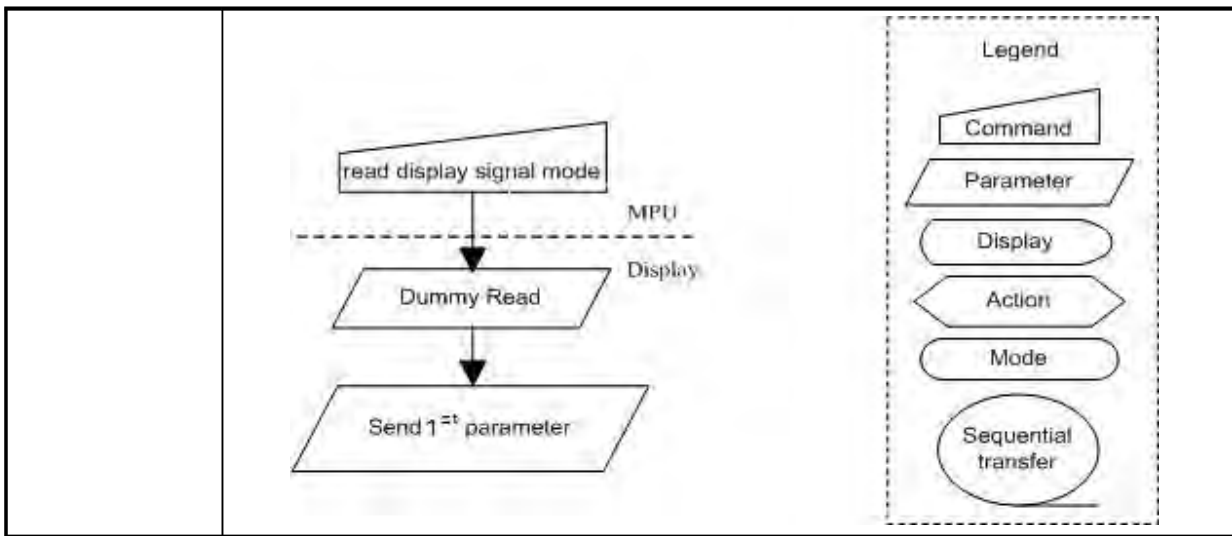 read display signal mode
MPU
Display
Dummy Read
Send 1st parameter
Legend
Command
Parameter
Display
Action
Mode
Sequential
transfer